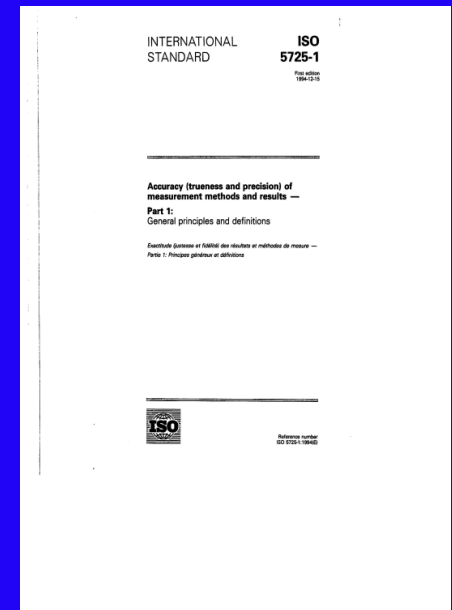 INTERNATIONAL
STANDARD
ISO
5725-1
First edition
1994-12-15
Accuracy (trueness and precision) of
measurement methods and results —
Part 1:
General principles and definitions
Exactitude (justesse et fidélité) des résultats et méthodes de mesure —
Partie 1: Principes généraux et définitions
ISO
Reference number
ISO 5725-1:1994(E)